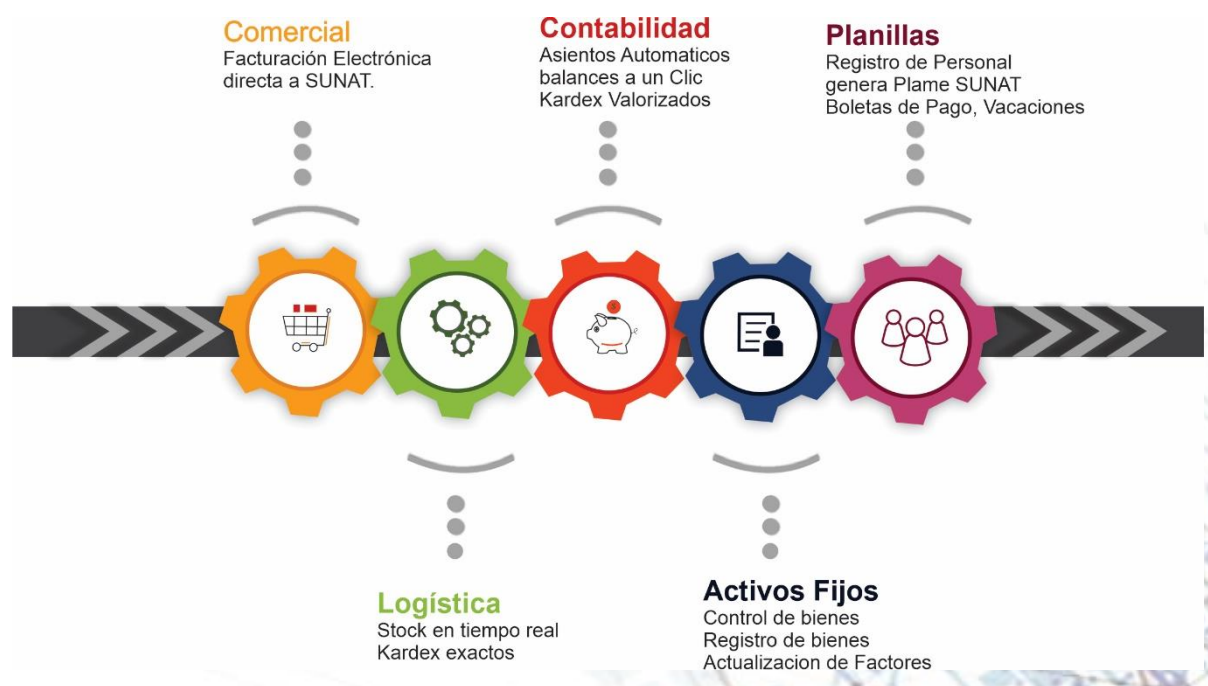 Comercial
Facturación Electrónica
directa a SUNAT.
Contabilidad
Asientos Automaticos
balances a un Clic
Kardex Valorizados
Planillas
Registro de Personal
genera Plame SUNAT
Boletas de Pago, Vacaciones
Logística
Stock en tiempo real
Kardex exactos
Activos Fijos
Control de bienes
Registro de bienes
Actualizacion de Factores